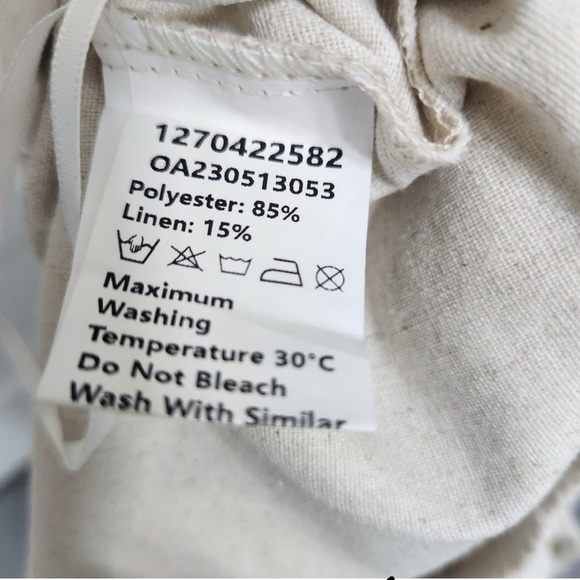 1270422582
OA230513053
Polyester: 85%
Linen: 15%
Maximum
Washing
Temperature 30°C
Do Not Bleach
Wash With Similar